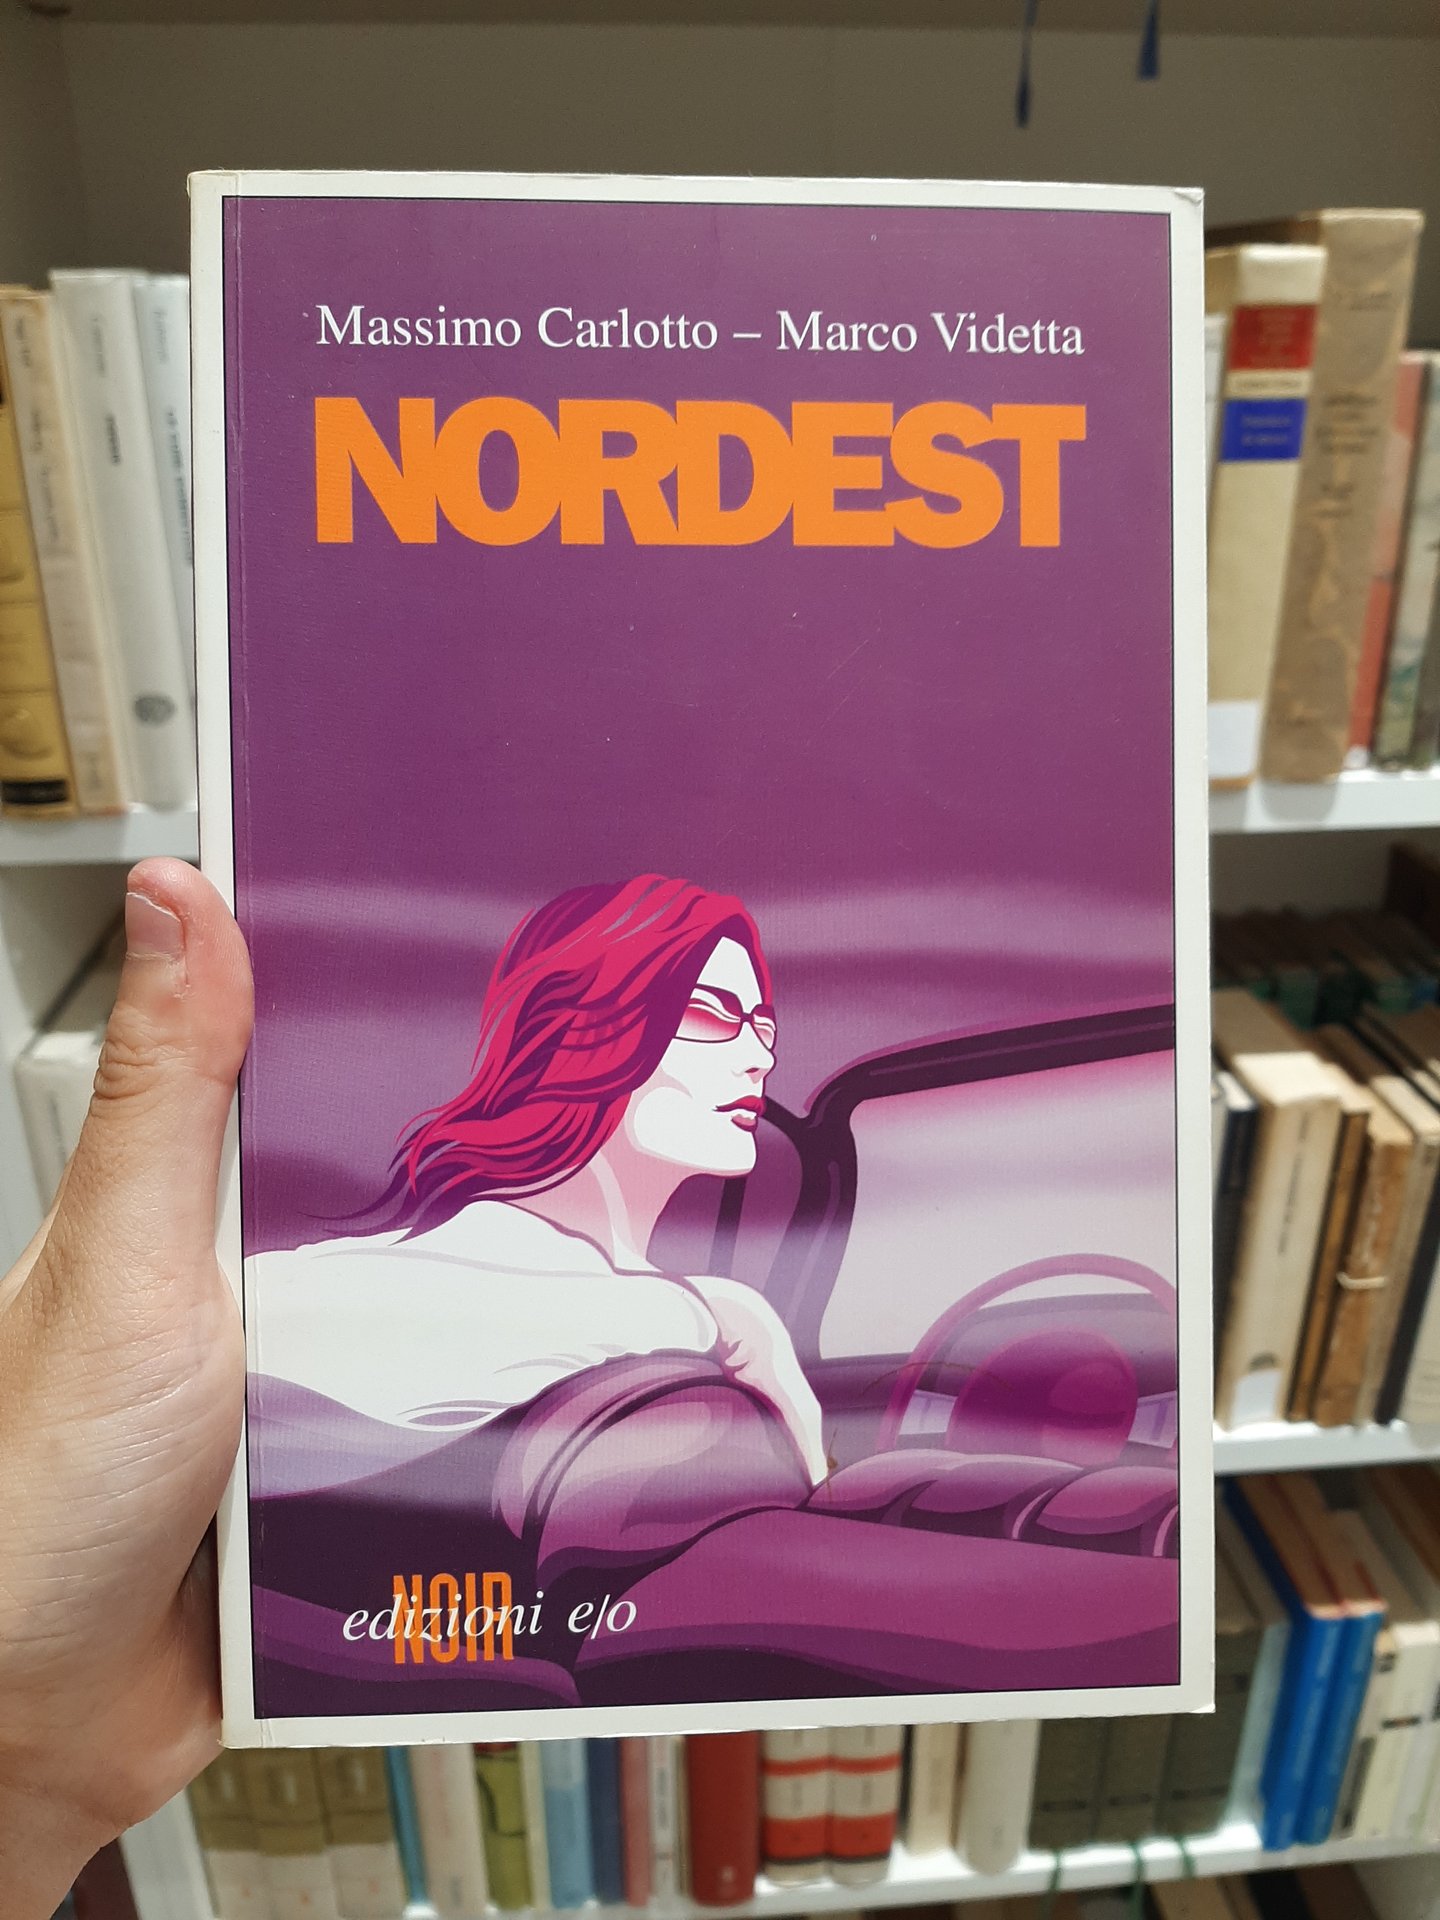 Massimo Carlotto – Marco Videtta
NORDEST
NOIR
edizioni e/o